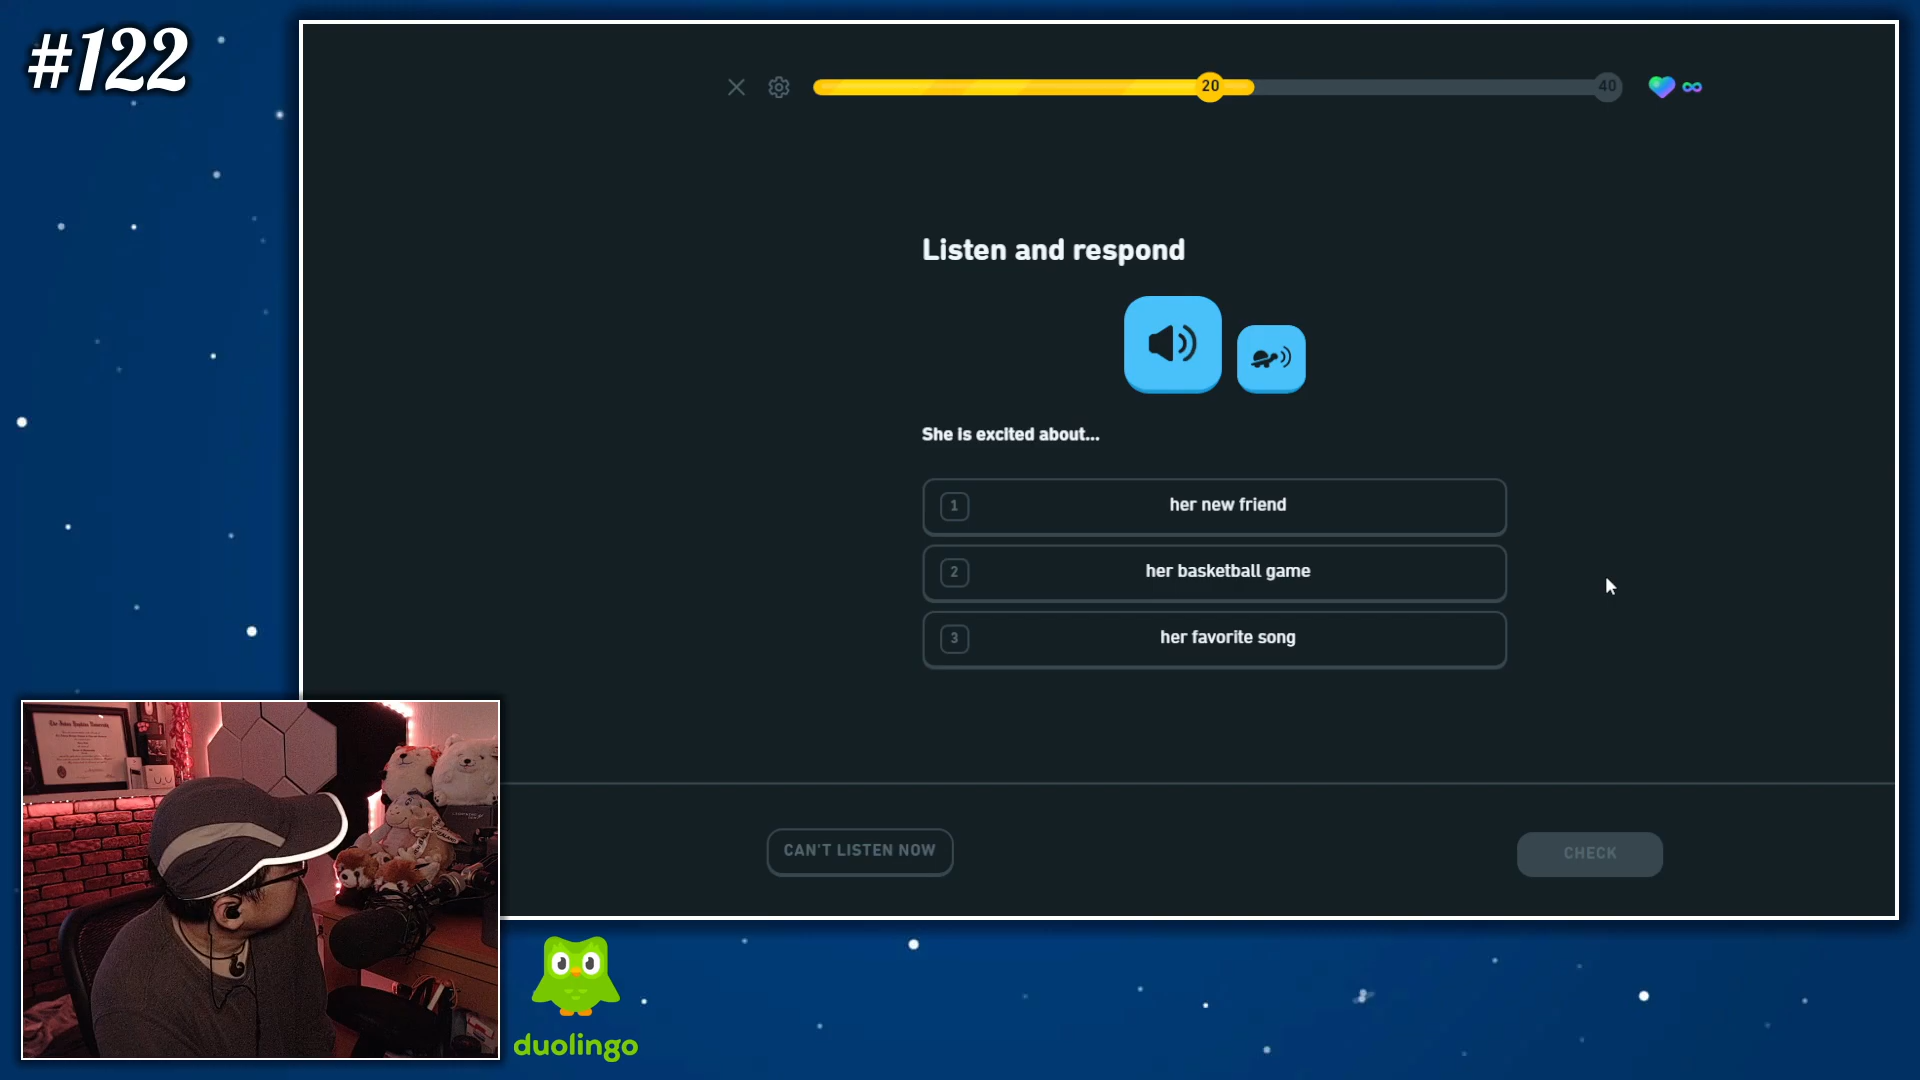 #122
20
40
Listen and respond
She is excited about...
1
her new friend
2
her basketball game
3
her favorite song
CAN'T LISTEN NOW
CHECK
duolingo